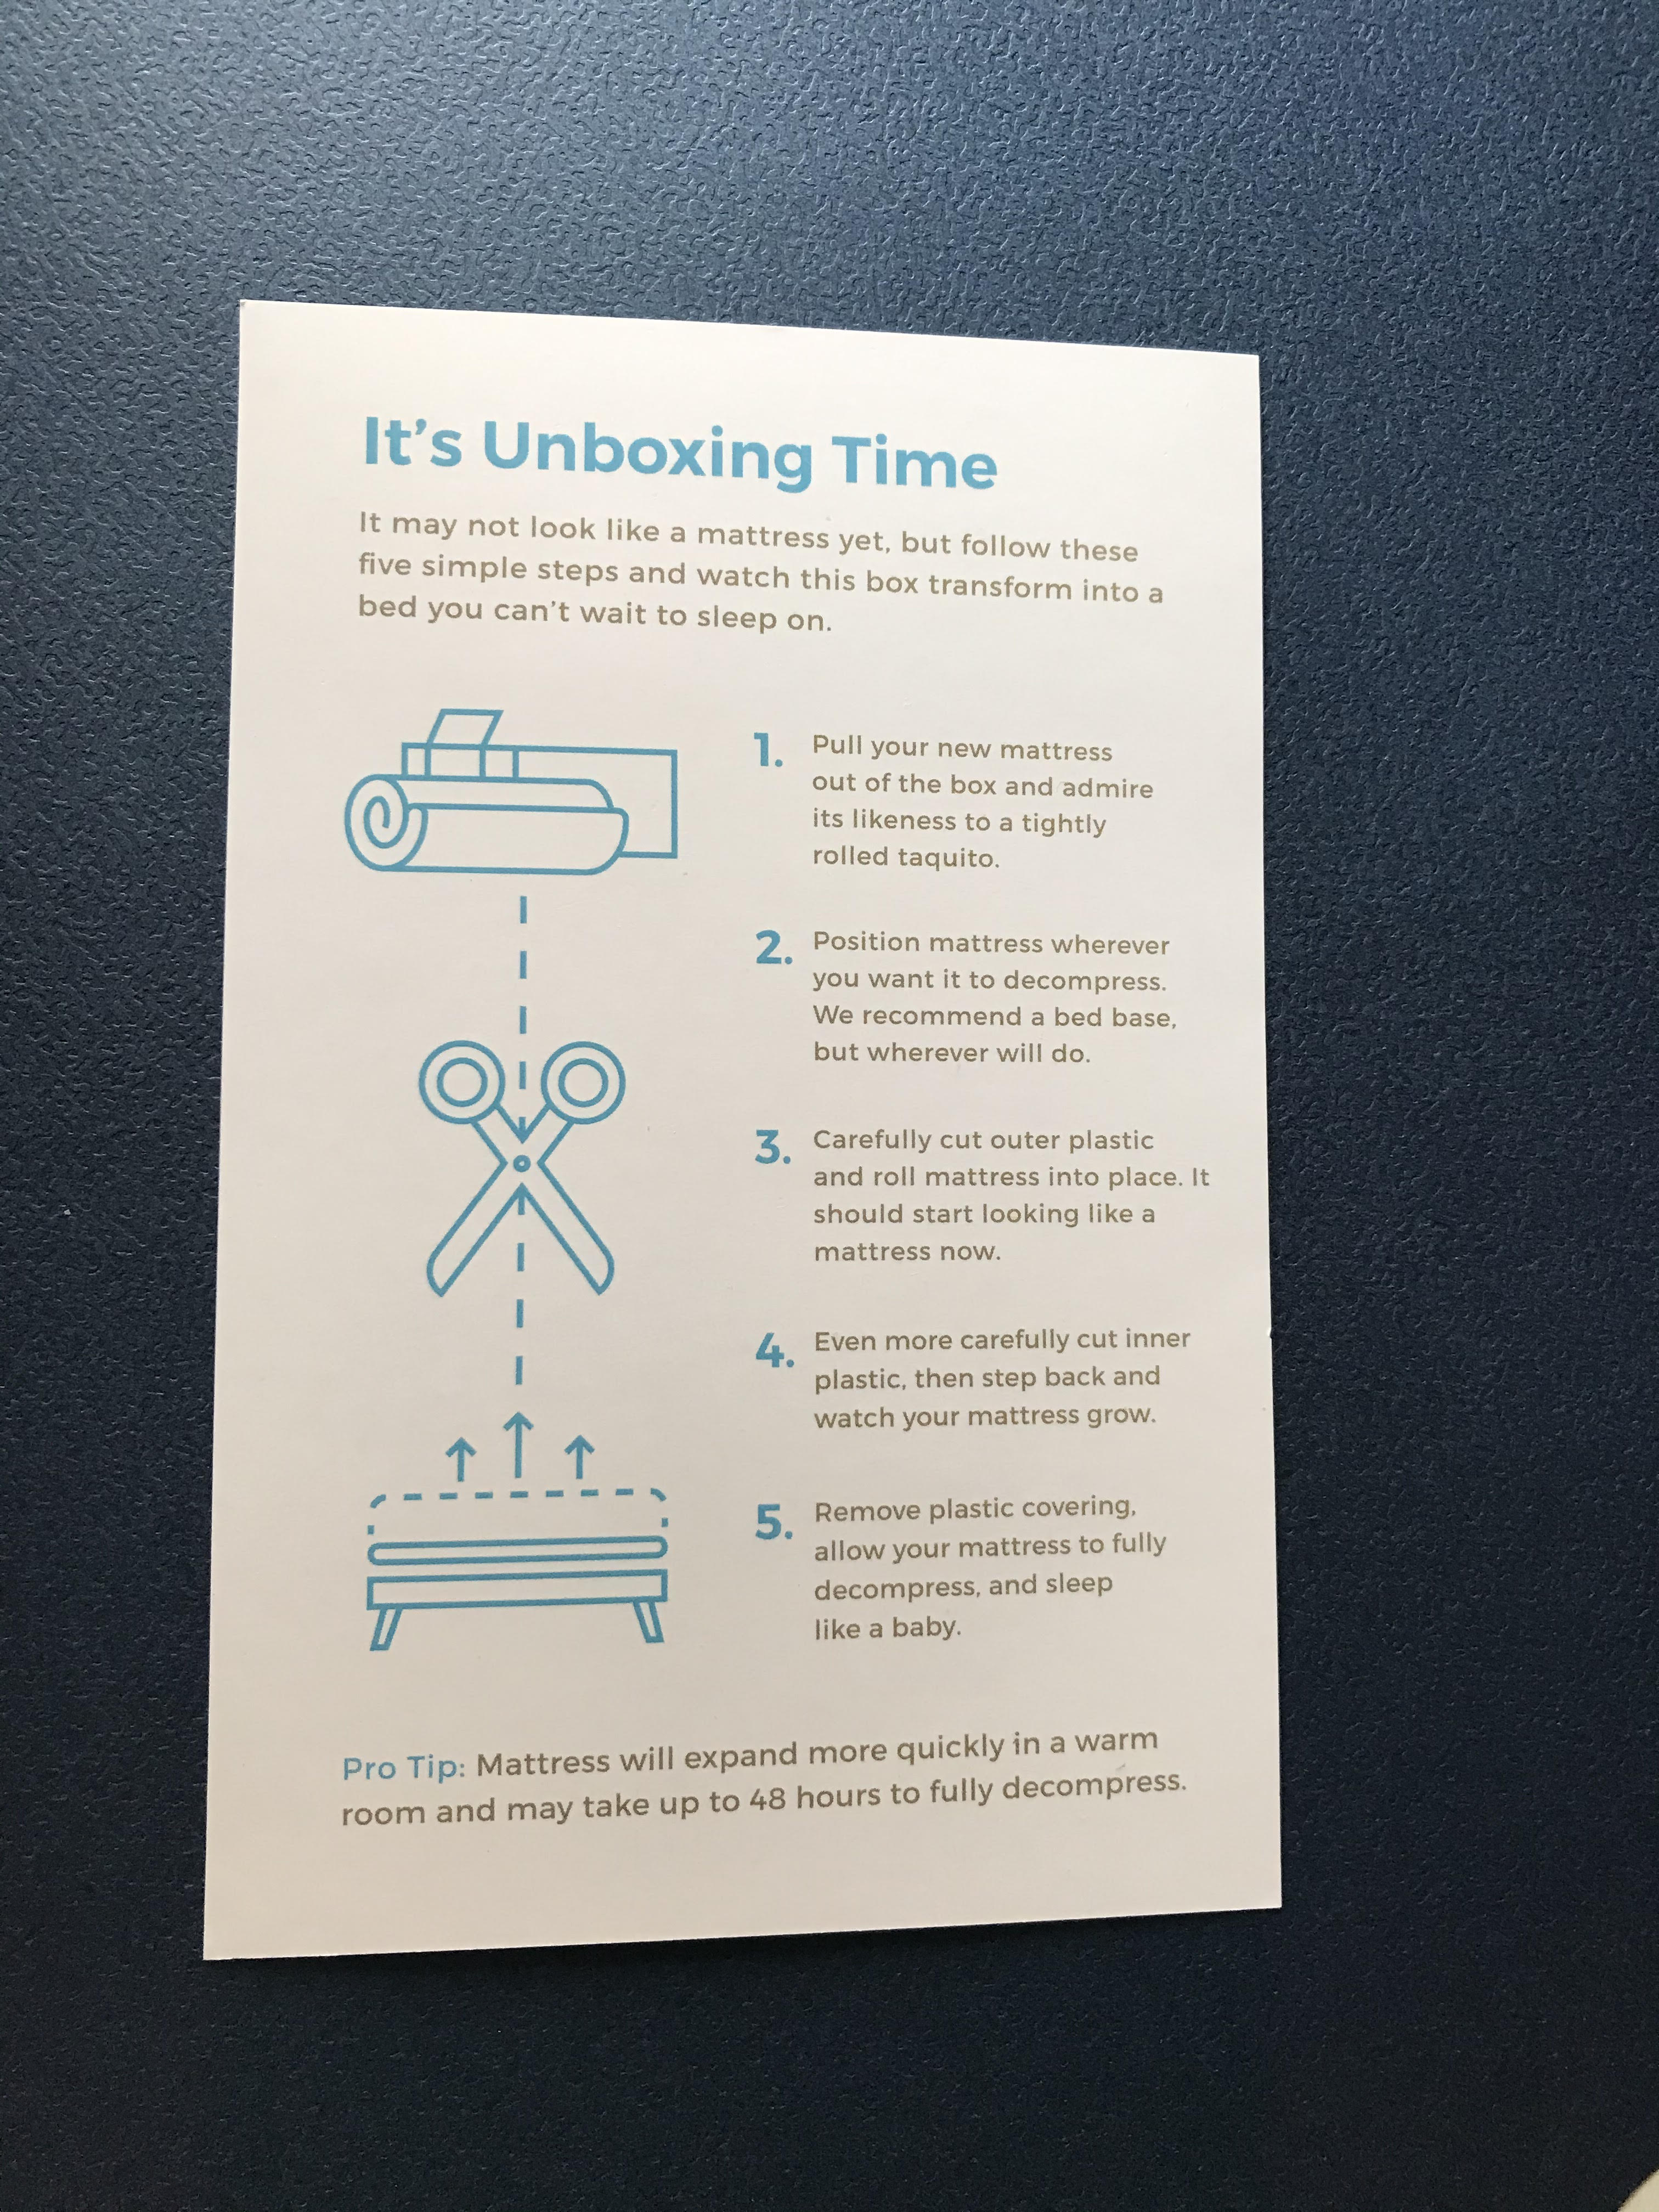 It's Unboxing Time
It may not look like a mattress yet, but follow these
five simple steps and watch this box transform into a
bed you can't wait to sleep on.
1. Pull your new mattress
out of the box and admire
its likeness to a tightly
rolled taquito.
2. Position mattress wherever
you want it to decompress.
We recommend a bed base,
but wherever will do.
3. Carefully cut outer plastic
and roll mattress into place. It
should start looking like a
mattress now.
4. Even more carefully cut inner
plastic, then step back and
watch your mattress grow.
5. Remove plastic covering,
allow your mattress to fully
decompress, and sleep
like a baby.
Pro Tip: Mattress will expand more quickly in a warm
room and may take up to 48 hours to fully decompress.